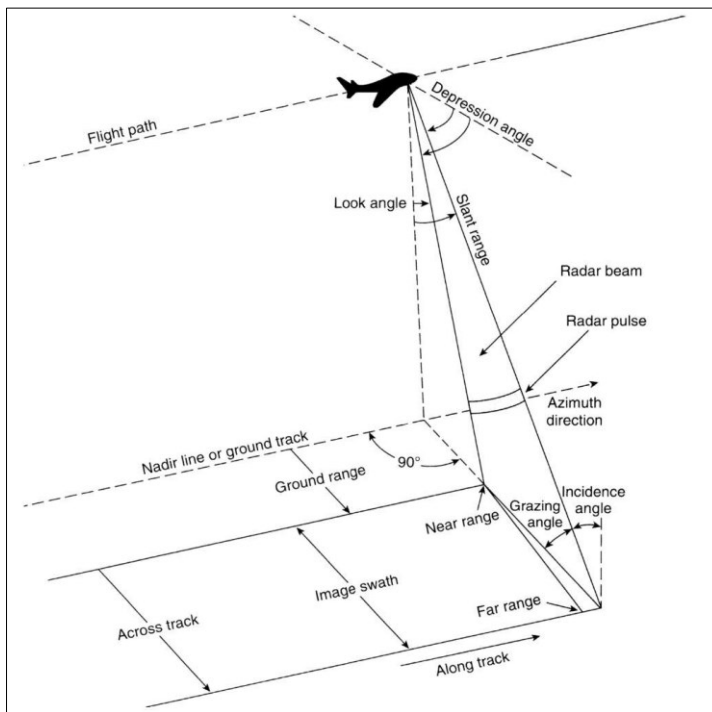 Flight path
Depression angle
Look angle
Slant range
Radar beam
Radar pulse
Azimuth
direction
Nadir line or ground track
90°
Ground range
Incidence
angle
Grazing
angle
Near range
Image swath
Far range
Across track
Along track